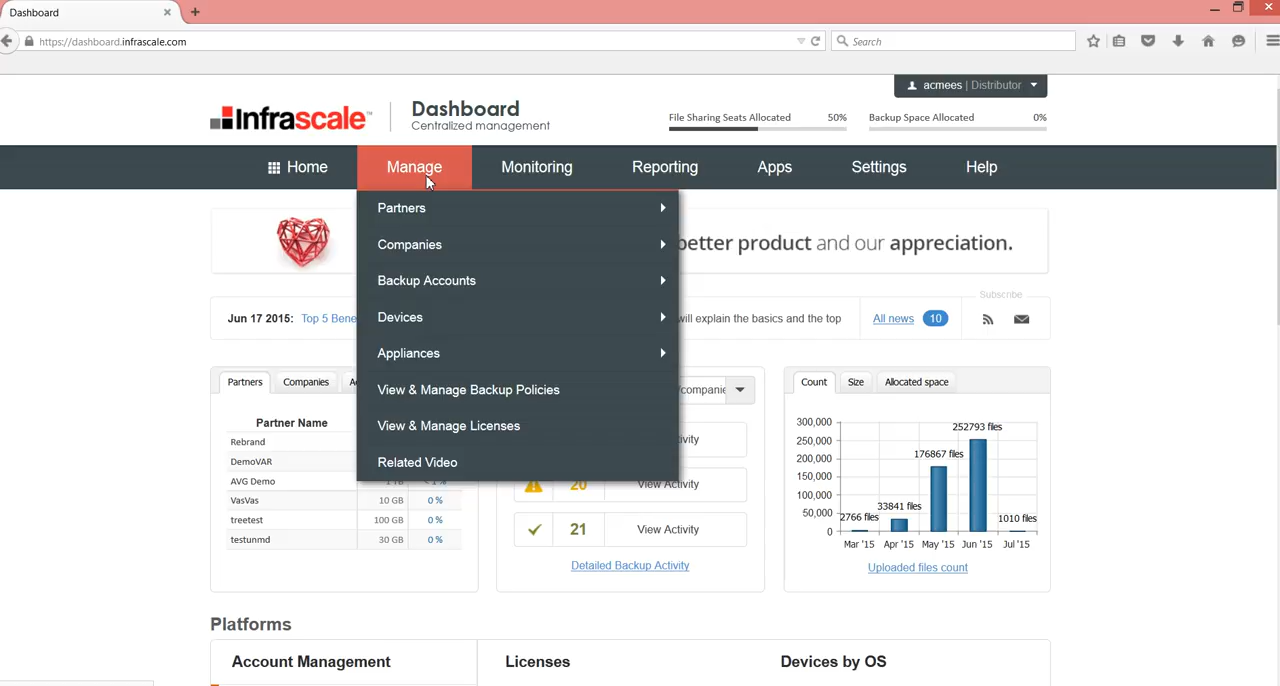 Dashboard
https://dashboard.infrascale.com
Search
acmees | Distributor
Infrascale™
Dashboard
Centralized management
File Sharing Seats Allocated 50%
Backup Space Allocated 0%
Home Manage Monitoring Reporting Apps Settings Help
Partners
Companies
Backup Accounts
Devices
Appliances
View & Manage Backup Policies
View & Manage Licenses
Related Video
better product and our appreciation.
Jun 17 2015: Top 5 Bene
will explain the basics and the top
All news 10
Subscribe
Partners Companies
Partner Name
Rebrand
DemoVAR
AVG Demo
VasVas 10 GB 0 %
treetest 100 GB 0 %
testunmd 30 GB 0 %
/companie
20 View Activity
21 View Activity
Detailed Backup Activity
Count Size Allocated space
300,000
250,000
200,000
150,000
100,000
50,000
0
2766 files
33841 files
176867 files
252793 files
1010 files
Mar '15 Apr '15 May '15 Jun '15 Jul '15
Uploaded files count
Platforms
Account Management
Licenses
Devices by OS